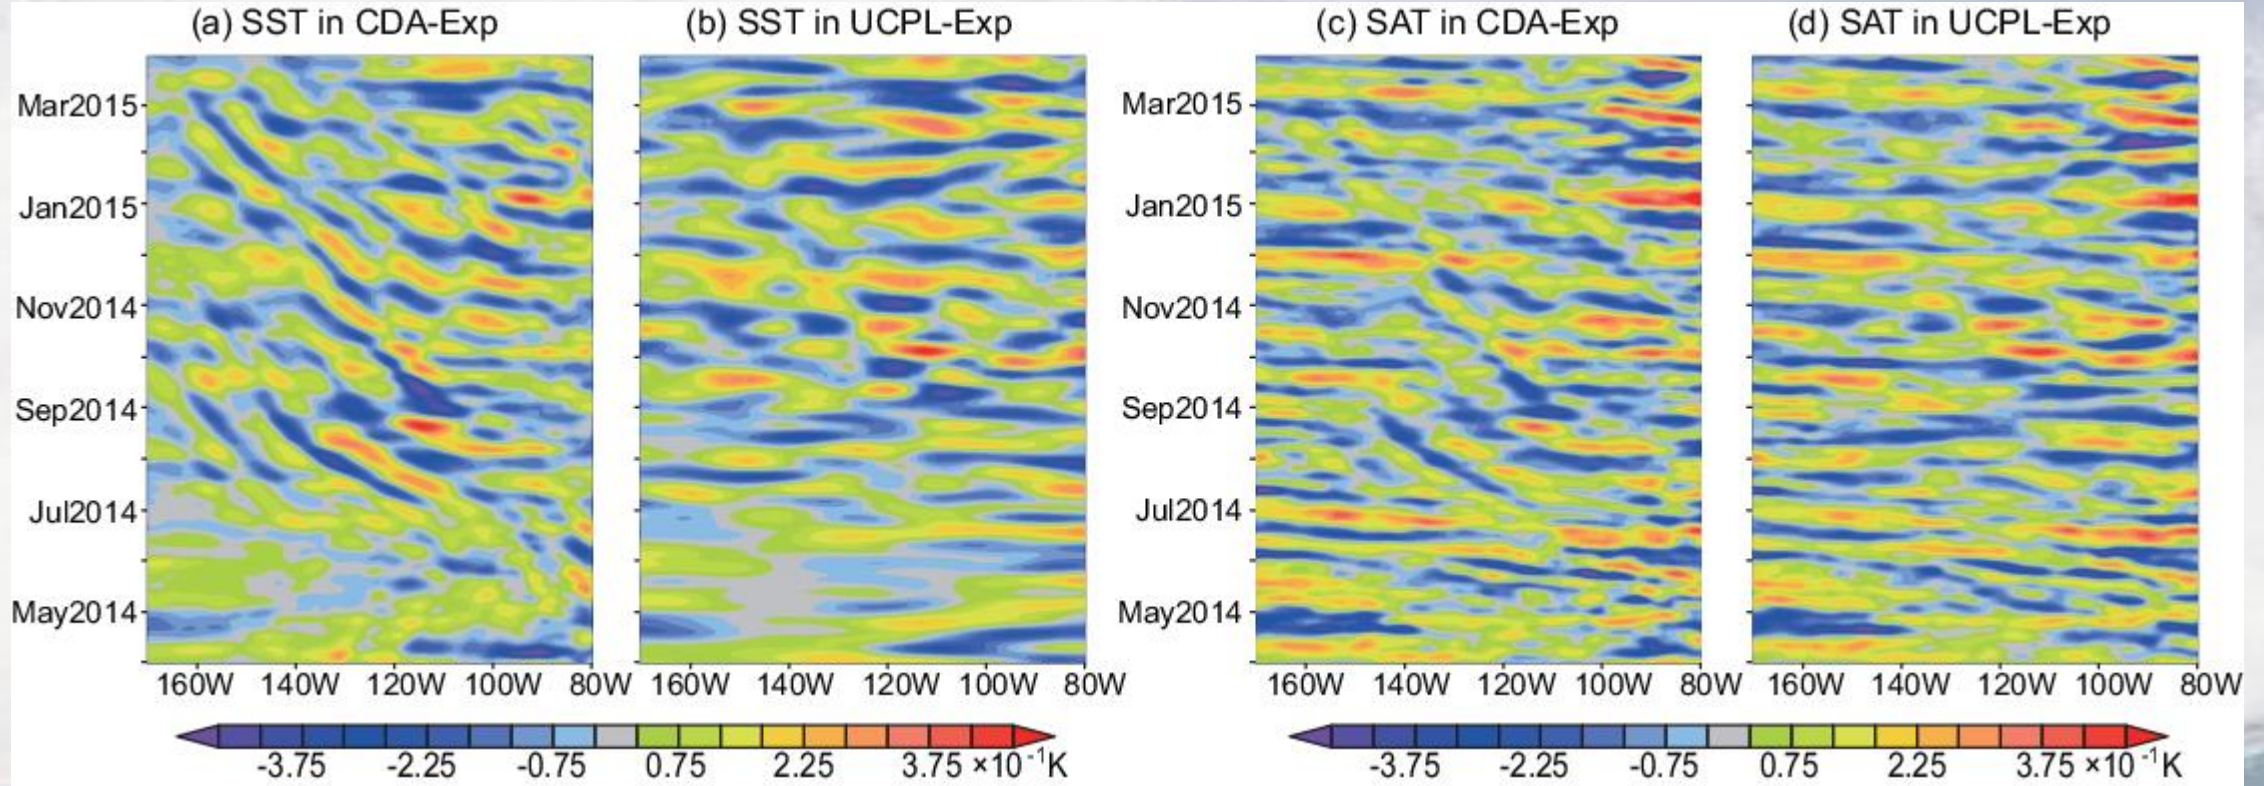 (a) SST in CDA-Exp
(b) SST in UCPL-Exp
(c) SAT in CDA-Exp
(d) SAT in UCPL-Exp
Mar2015
Jan2015
Nov2014
Sep2014
Jul2014
May2014
Mar2015
Jan2015
Nov2014
Sep2014
Jul2014
May2014
160W 140W 120W 100W 80W
160W 140W 120W 100W 80W
160W 140W 120W 100W 80W
160W 140W 120W 100W 80W
-3.75 -2.25 -0.75 0.75 2.25 3.75 ×10 -1K
-3.75 -2.25 -0.75 0.75 2.25 3.75 ×10 -1K